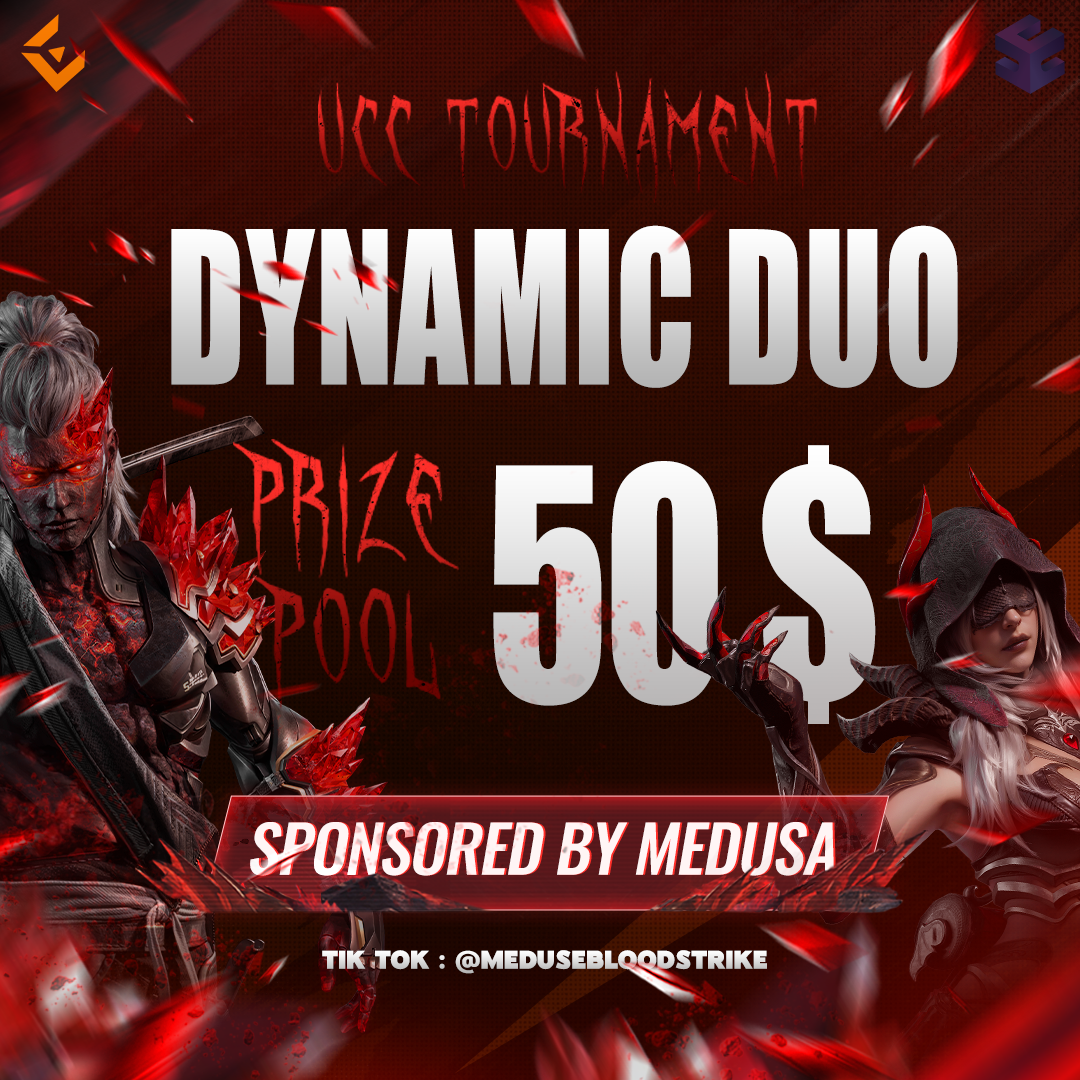 UCC TOURNAMENT
DYNAMIC DUO
PRIZE
POOL
50 $
SPONSORED BY MEDUSA
TIK TOK : @MEDUSEBLOODSTRIKE